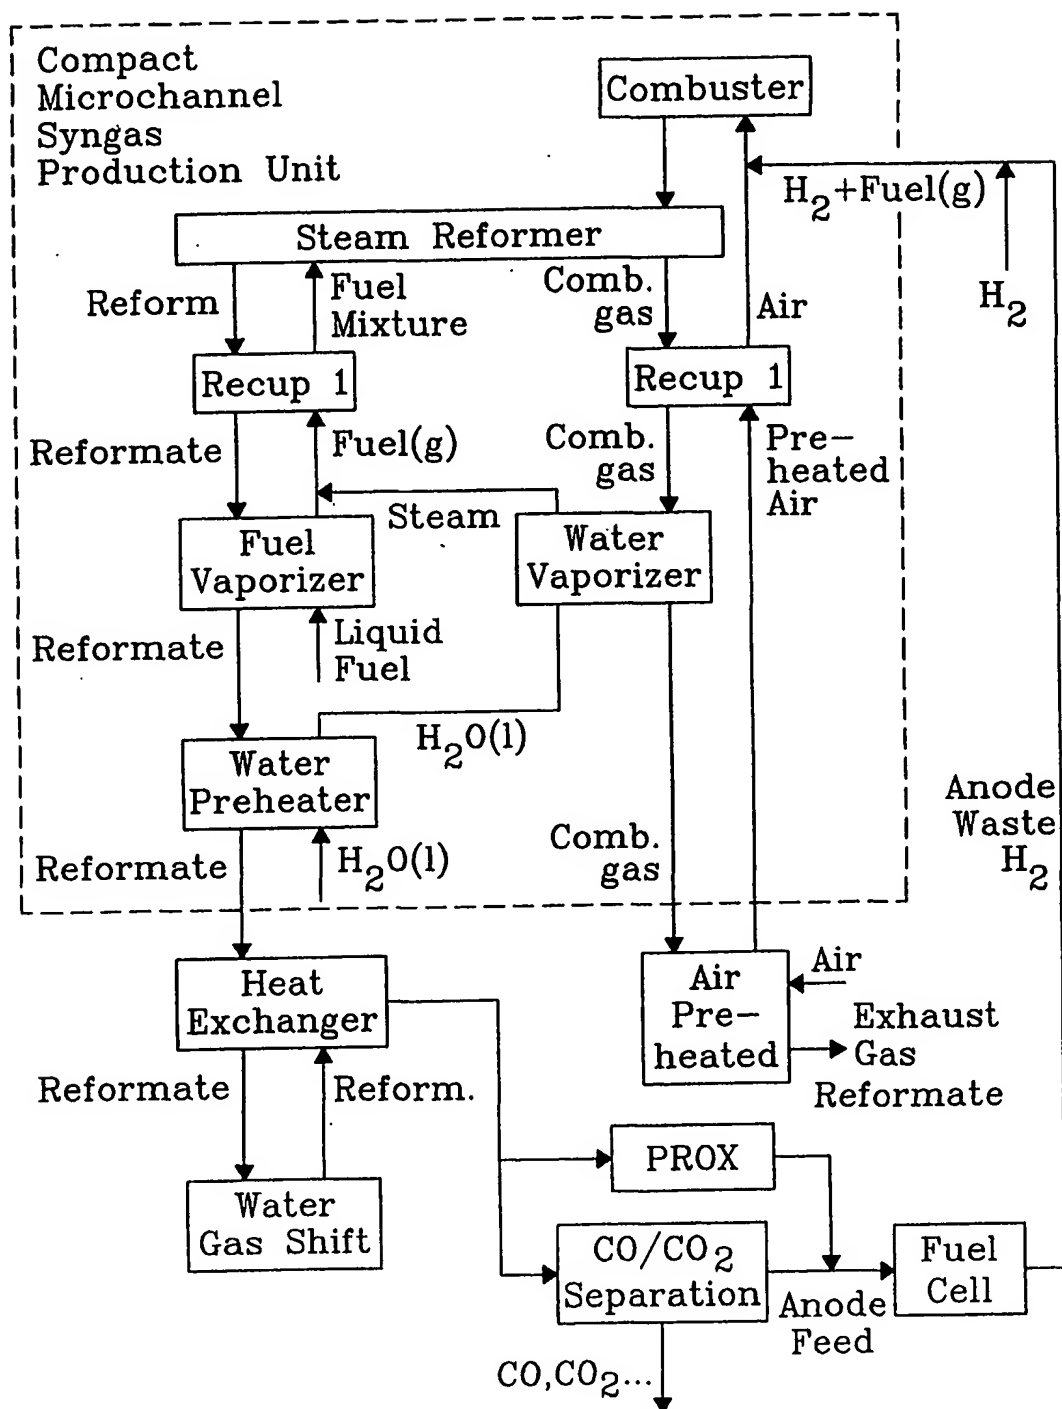 Compact
Microchannel
Syngas
Production Unit
Combuster
H2+Fuel(g)
H2
Steam Reformer
Reform
Fuel
Mixture
Comb.
gas
Air
Recup 1
Recup 1
Reformate
Fuel(g)
Comb.
gas
Pre-
heated
Air
Steam
Fuel
Vaporizer
Water
Vaporizer
Reformate
Liquid
Fuel
H2O(l)
Water
Preheater
Anode
Waste
H2
Reformate
H2O(l)
Comb.
gas
Heat
Exchanger
Air
Pre-
heated
Air
Exhaust
Gas
Reformate
Reformate
Reform.
PROX
Water
Gas Shift
CO/CO2
Separation
Fuel
Cell
Anode
Feed
CO,CO2...